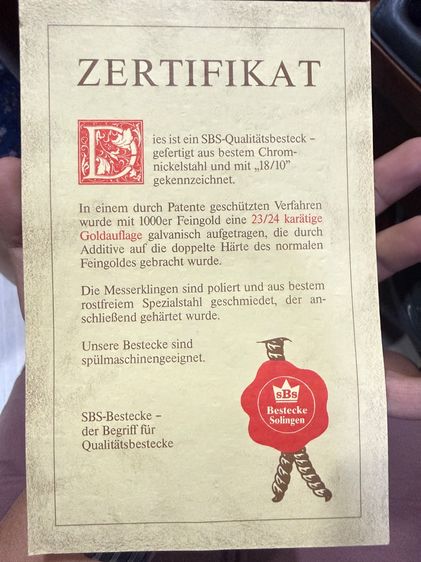 ZERTIFIKAT
Dies ist ein SBS-Qualitätsbesteck –
gefertigt aus bestem Chrom-
nickelstahl und mit „18/10”
gekennzeichnet.
In einem durch Patente geschützten Verfahren
wurde mit 1000er Feingold eine 23/24 karätige
Goldauflage galvanisch aufgetragen, die durch
Additive auf die doppelte Härte des normalen
Feingoldes gebracht wurde.
Die Messerklingen sind poliert und aus bestem
rostfreiem Spezialstahl geschmiedet, der an-
schließend gehärtet wurde.
Unsere Bestecke sind
spülmaschinengeeignet.
SBS-Bestecke –
der Begriff für
Qualitätsbestecke
sBs
Bestecke
Solingen